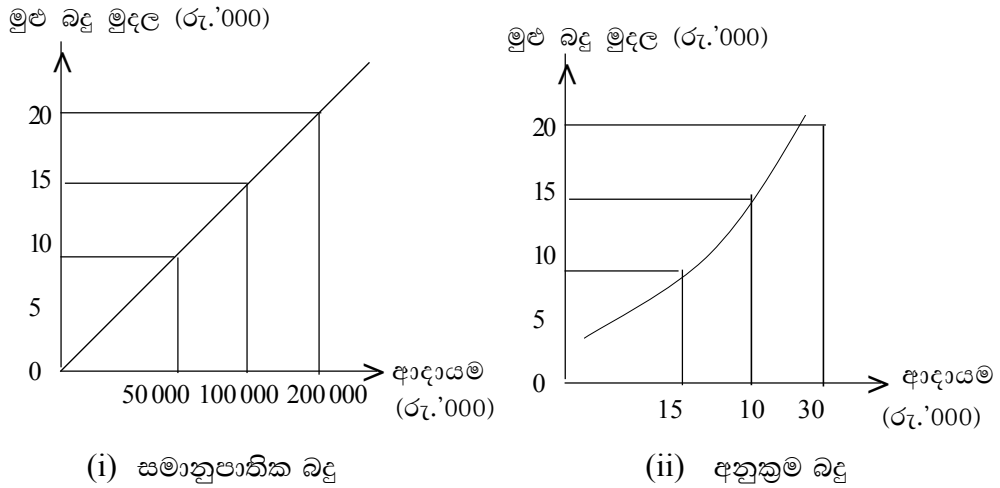 මුළු බදු මුදල (රු.'000)
20
15
10
5
0
50 000 100 000 200 000
ආදායම
(රු.'000)
(i) සමානුපාතික බදු
මුළු බදු මුදල (රු.'000)
20
15
10
5
0
15 10 30
ආදායම
(රු.'000)
(ii) අනුක්‍රම බදු